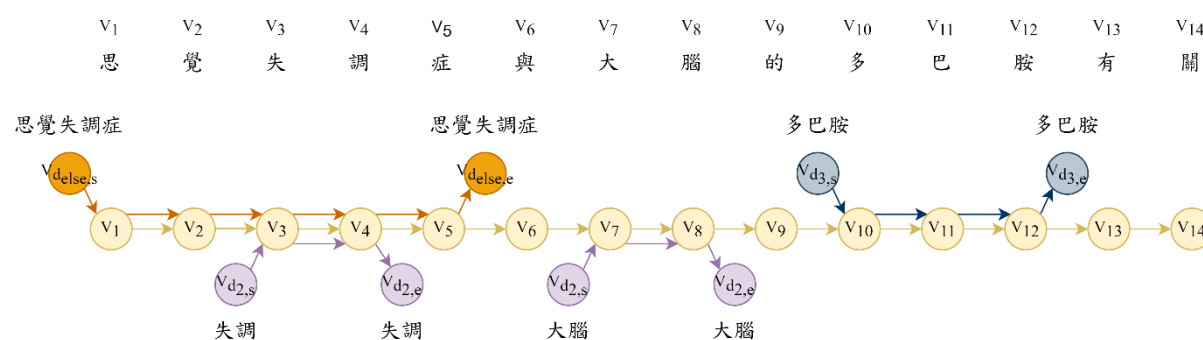 V1 V2 V3 V4 V5 V6 V7 V8 V9 V10 V11 V12 V13 V14
思 覺 失 調 症 與 大 腦 的 多 巴 胺 有 關
思覺失調症 思覺失調症 多巴胺 多巴胺
Vdelse,s Vdelse,e Vd3,s Vd3,e
V1 V2 V3 V4 V5 V6 V7 V8 V9 V10 V11 V12 V13 V14
Vd2,s Vd2,e Vd2,s Vd2,e
失調 失調 大腦 大腦